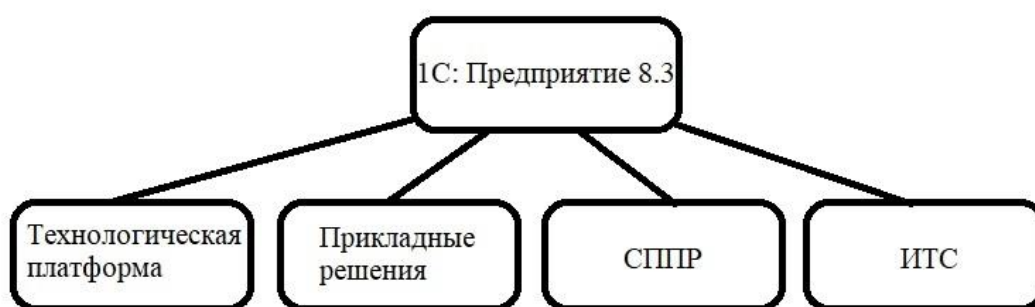 1С: Предприятие 8.3
Технологическая
платформа
Прикладные
решения
СППР
ИТС